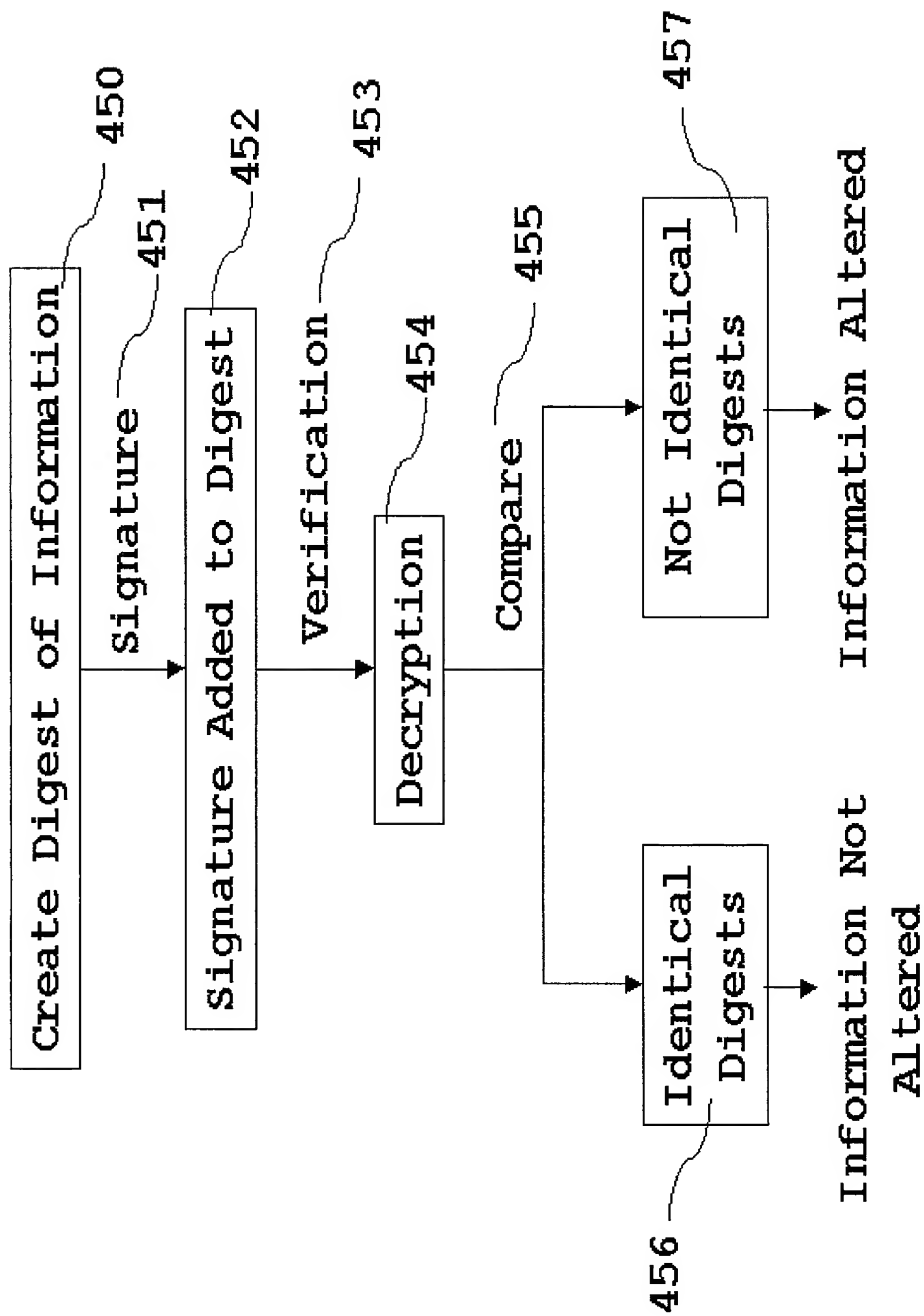 Create Digest of Information
450
Signature
451
Signature Added to Digest
452
Verification
453
Decryption
454
Compare
455
Identical
Digests
456
Not Identical
Digests
457
Information Not
Altered
Information Altered